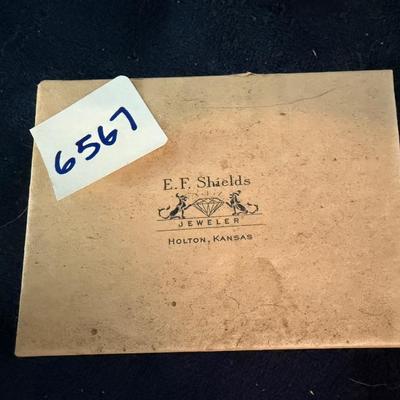 6567
E.F. Shields
JEWELER
HOLTON, KANSAS